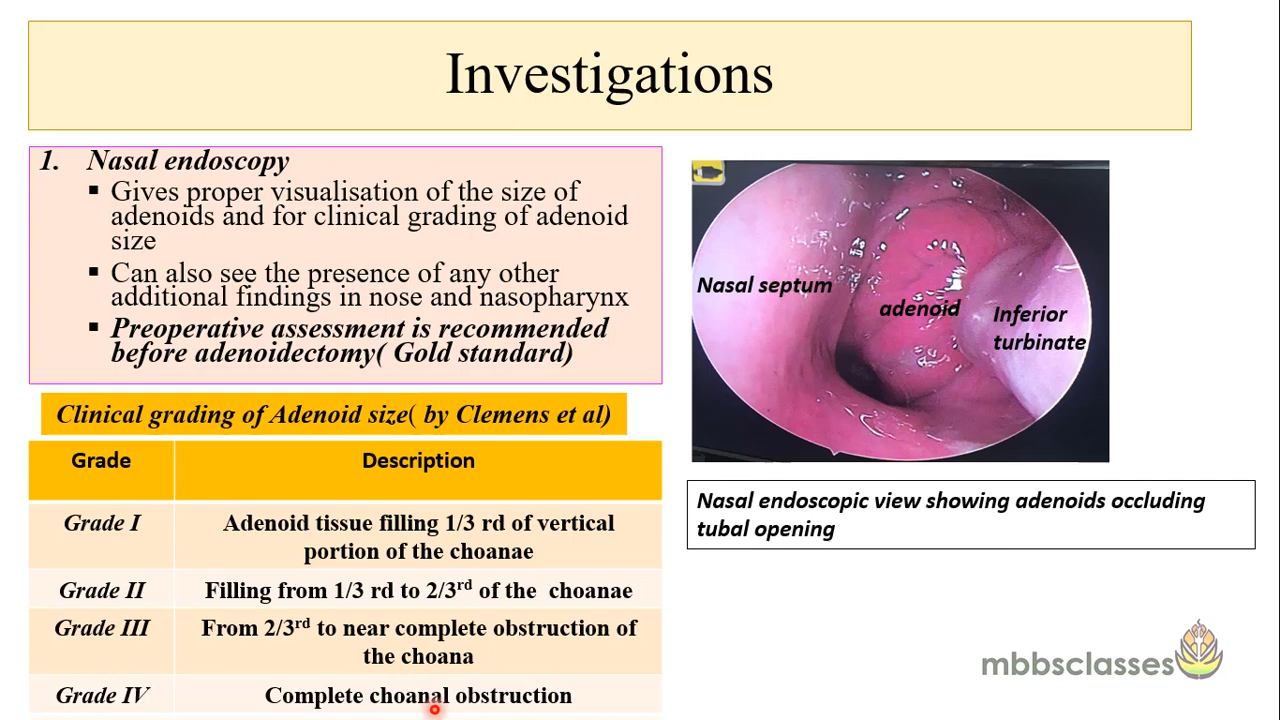 Investigations
1. Nasal endoscopy
▪ Gives proper visualisation of the size of
adenoids and for clinical grading of adenoid
size
▪ Can also see the presence of any other
additional findings in nose and nasopharynx
▪ Preoperative assessment is recommended
before adenoidectomy( Gold standard)
Clinical grading of Adenoid size( by Clemens et al)
Grade Description
Grade I Adenoid tissue filling 1/3 rd of vertical
portion of the choanae
Grade II Filling from 1/3 rd to 2/3rd of the choanae
Grade III From 2/3rd to near complete obstruction of
the choana
Grade IV Complete choanal obstruction
Nasal septum
adenoid
Inferior
turbinate
Nasal endoscopic view showing adenoids occluding
tubal opening
mbbsclasses